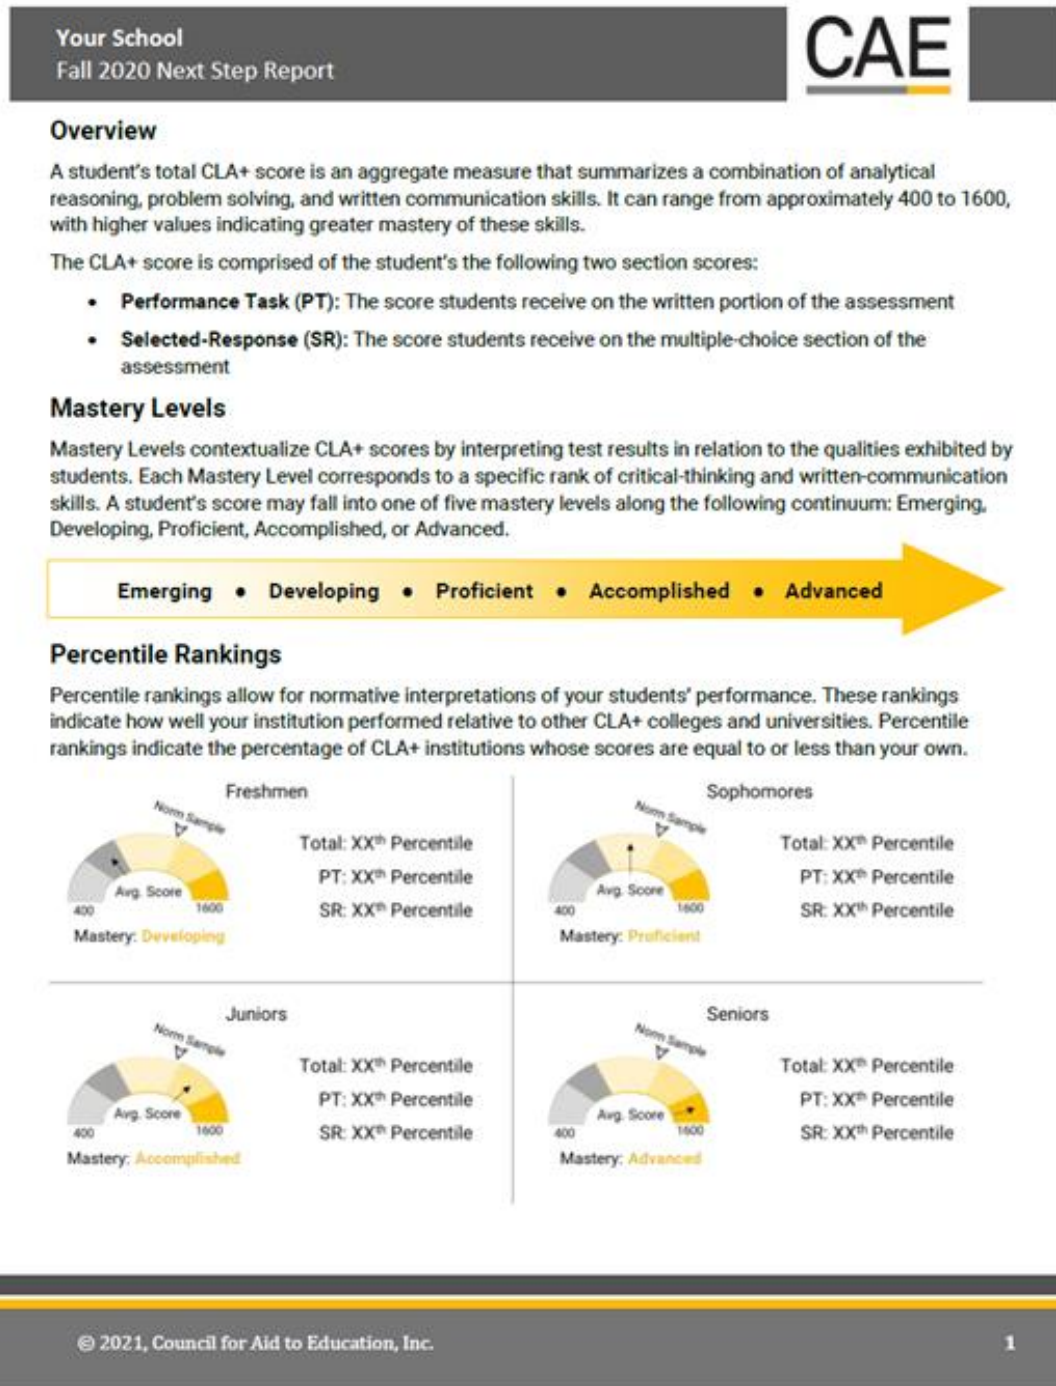 Your School
Fall 2020 Next Step Report
CAE
Overview
A student's total CLA+ score is an aggregate measure that summarizes a combination of analytical
reasoning, problem solving, and written communication skills. It can range from approximately 400 to 1600,
with higher values indicating greater mastery of these skills.
The CLA+ score is comprised of the student's the following two section scores:
• Performance Task (PT): The score students receive on the written portion of the assessment
• Selected-Response (SR): The score students receive on the multiple-choice section of the
assessment
Mastery Levels
Mastery Levels contextualize CLA+ scores by interpreting test results in relation to the qualities exhibited by
students. Each Mastery Level corresponds to a specific rank of critical-thinking and written-communication
skills. A student's score may fall into one of five mastery levels along the following continuum: Emerging,
Developing, Proficient, Accomplished, or Advanced.
Emerging • Developing • Proficient • Accomplished • Advanced
Percentile Rankings
Percentile rankings allow for normative interpretations of your students' performance. These rankings
indicate how well your institution performed relative to other CLA+ colleges and universities. Percentile
rankings indicate the percentage of CLA+ institutions whose scores are equal to or less than your own.
Freshmen
Norm Sample
Total: XXth Percentile
PT: XXth Percentile
Avg. Score
400 1600
SR: XXth Percentile
Mastery: Developing
Sophomores
Norm Sample
Total: XXth Percentile
PT: XXth Percentile
Avg. Score
400 1600
SR: XXth Percentile
Mastery: Proficient
Juniors
Norm Sample
Total: XXth Percentile
PT: XXth Percentile
Avg. Score
400 1600
SR: XXth Percentile
Mastery: Accomplished
Seniors
Norm Sample
Total: XXth Percentile
PT: XXth Percentile
Avg. Score
400 1600
SR: XXth Percentile
Mastery: Advanced
© 2021, Council for Aid to Education, Inc.
1